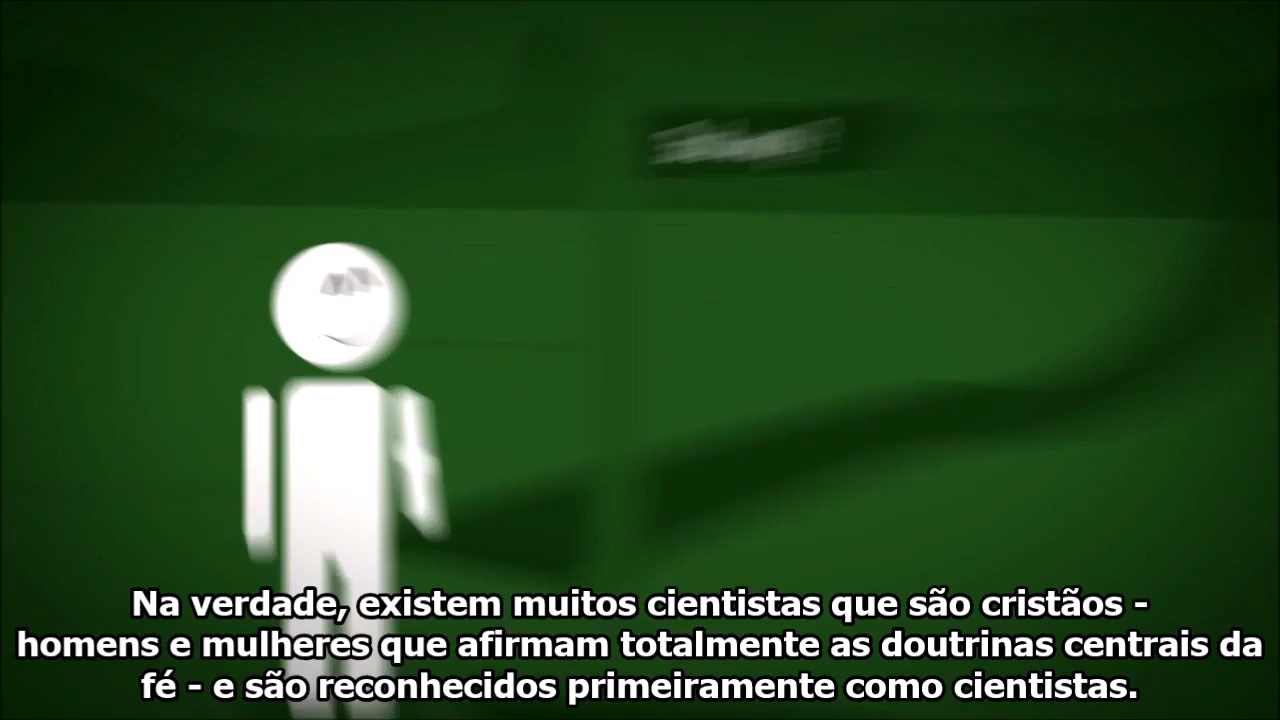 Na verdade, existem muitos cientistas que são cristãos -
homens e mulheres que afirmam totalmente as doutrinas centrais da
fé - e são reconhecidos primeiramente como cientistas.